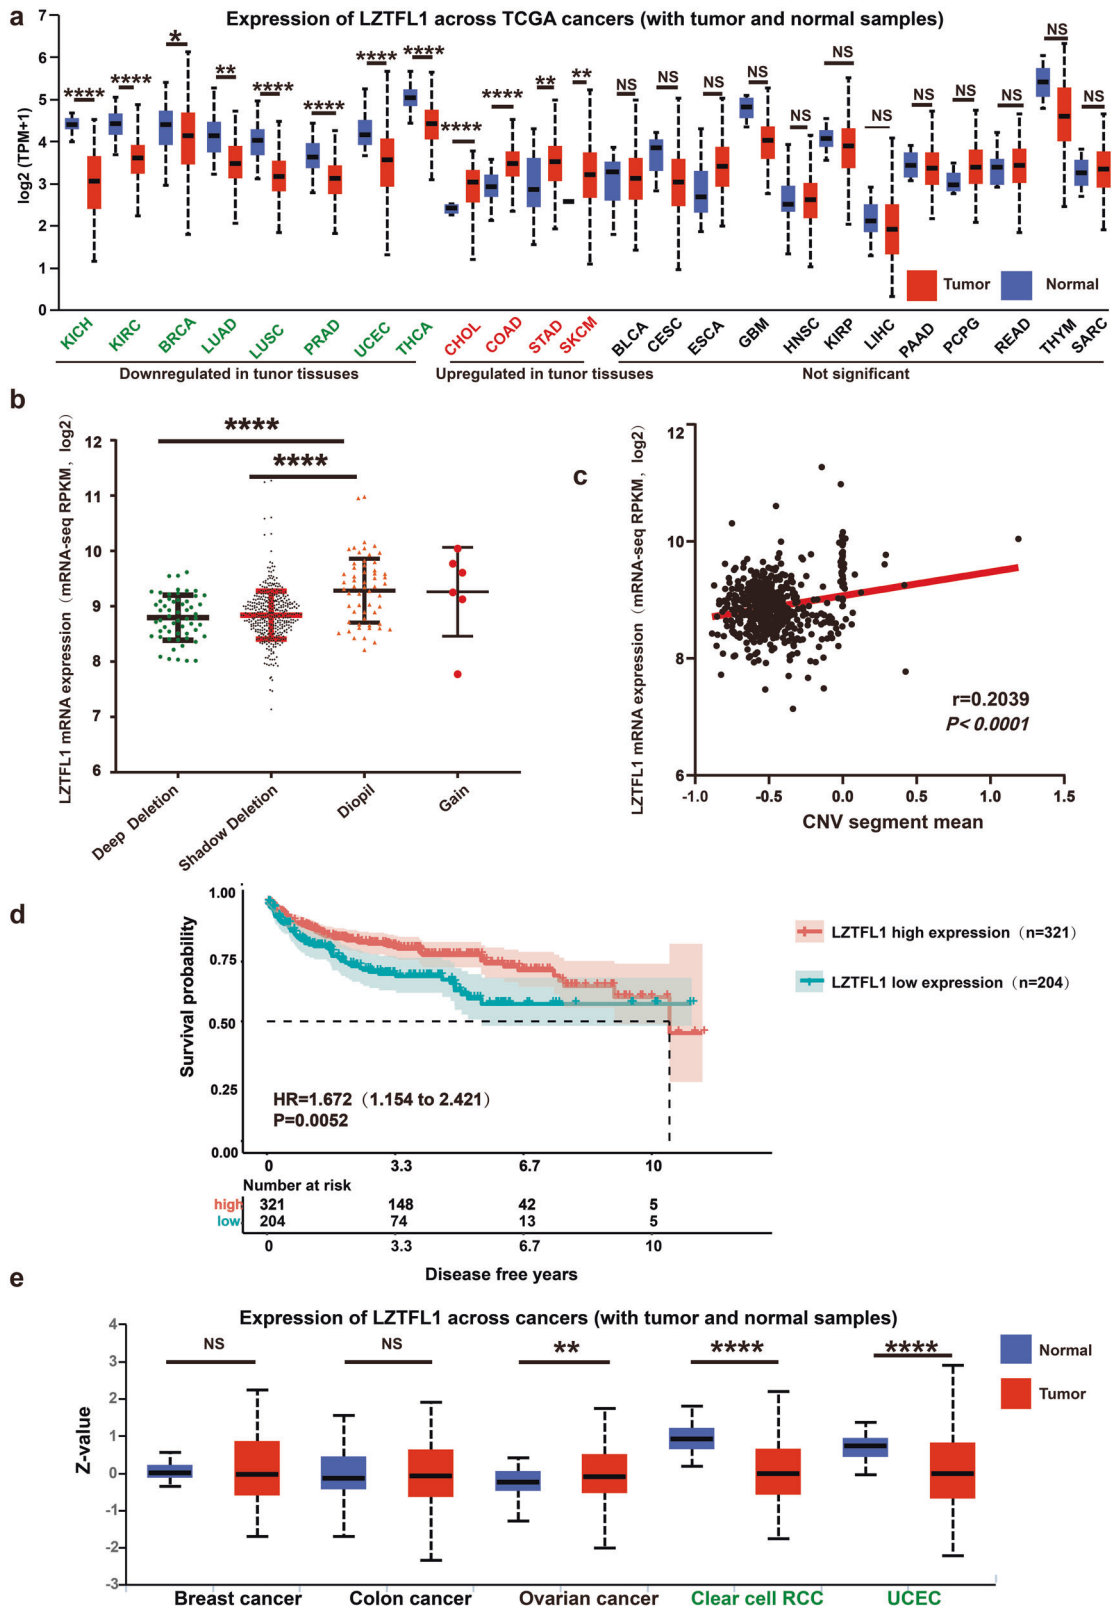 a
Expression of LZTFL1 across TCGA cancers (with tumor and normal samples)
log2 (TPM+1)
7
6
5
4
3
2
1
0
**** **** * ** **** **** **** **** **** **** ** ** NS NS NS NS NS NS NS NS NS NS NS NS
Tumor Normal
KICH KIRC BRCA LUAD LUSC PRAD UCEC THCA CHOL COAD STAD SKCM BLCA CESC ESCA GBM HNSC KIRP LIHC PAAD PCPG READ THYM SARC
Downregulated in tunor tissuses Upregulated in tumor tissuses Not significant
b
LZTFL1 mRNA expression (mRNA-seq RPKM, log2)
12
11
10
9
8
7
6
****
****
Deep Deletion Shadow Deletion Diopil Gain
c
LZTFL1 mRNA expression (mRNA-seq RPKM, log2)
12
10
8
6
r=0.2039
P< 0.0001
-1.0 -0.5 0.0 0.5 1.0 1.5
CNV segment mean
d
Survival probability
1.00
0.75
0.50
0.25
0.00
LZTFL1 high expression (n=321)
LZTFL1 low expression (n=204)
HR=1.672 (1.154 to 2.421)
P=0.0052
0 3.3 6.7 10
Number at risk
high 321 148 42 5
low 204 74 13 5
0 3.3 6.7 10
Disease free years
e
Expression of LZTFL1 across cancers (with tumor and normal samples)
Z-value
4
3
2
1
0
-1
-2
-3
NS NS ** **** ****
Normal
Tumor
Breast cancer Colon cancer Ovarian cancer Clear cell RCC UCEC